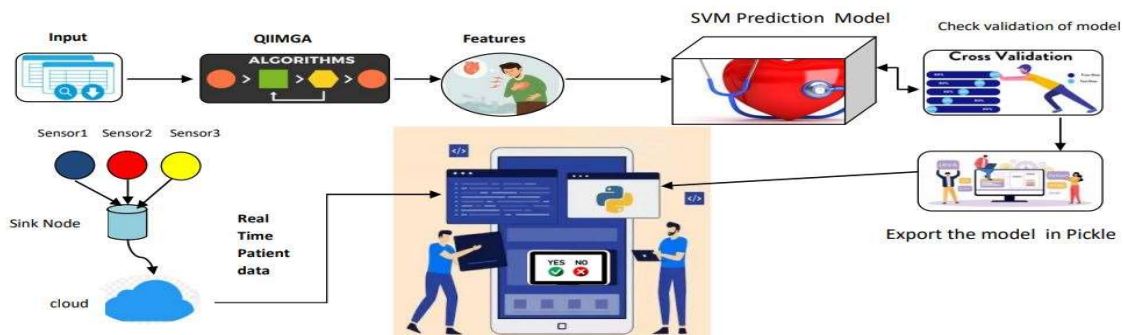 SVM Prediction Model
Check validation of model
Input
QIIMGA
Features
ALGORITHMS
Cross Validation
Sensor1
Sensor2
Sensor3
Sink Node
Real
Time
Patient
data
YES NO
Export the model in Pickle
cloud